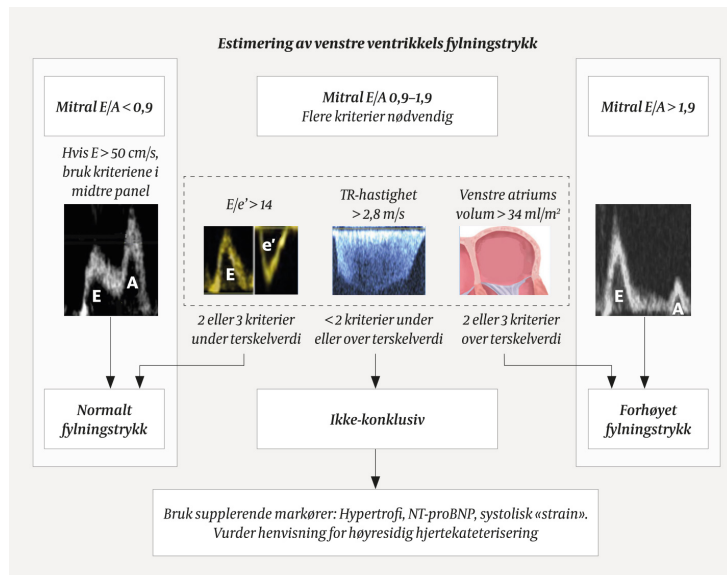 Estimering av venstre ventrikkels fylningstrykk
Mitral E/A < 0,9
Hvis E > 50 cm/s,
bruk kriteriene i
midtre panel
E
A
Mitral E/A 0,9–1,9
Flere kriterier nødvendig
E/e’ > 14
E
e’
TR-hastighet
> 2,8 m/s
Venstre atriums
volum > 34 ml/m²
Mitral E/A > 1,9
E
A
2 eller 3 kriterier
under terskelverdi
< 2 kriterier under
eller over terskelverdi
2 eller 3 kriterier
over terskelverdi
Normalt
fylningstrykk
Ikke-konklusiv
Forhøyet
fylningstrykk
Bruk supplerende markører: Hypertrofi, NT-proBNP, systolisk «strain».
Vurder henvisning for høyresidig hjertekateterisering